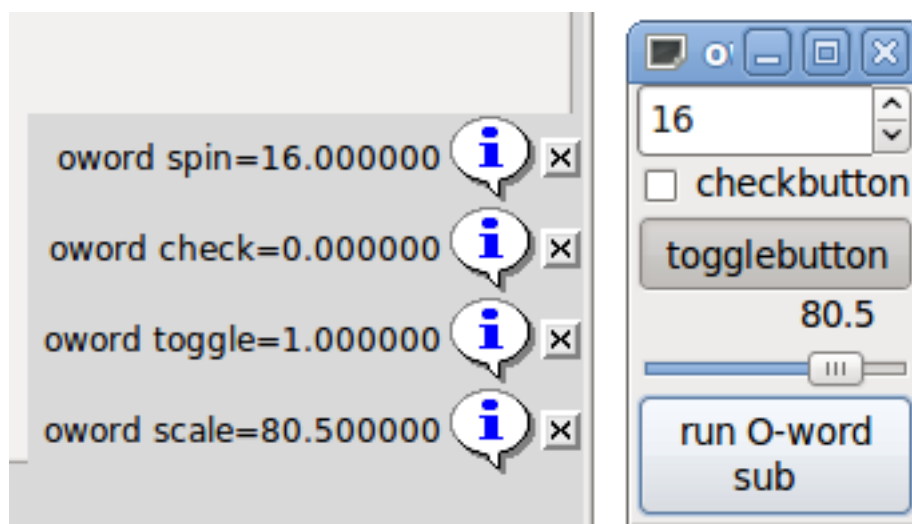 oword spin=16.000000
oword check=0.000000
oword toggle=1.000000
oword scale=80.500000
16
checkbutton
togglebutton
80.5
run O-word
sub